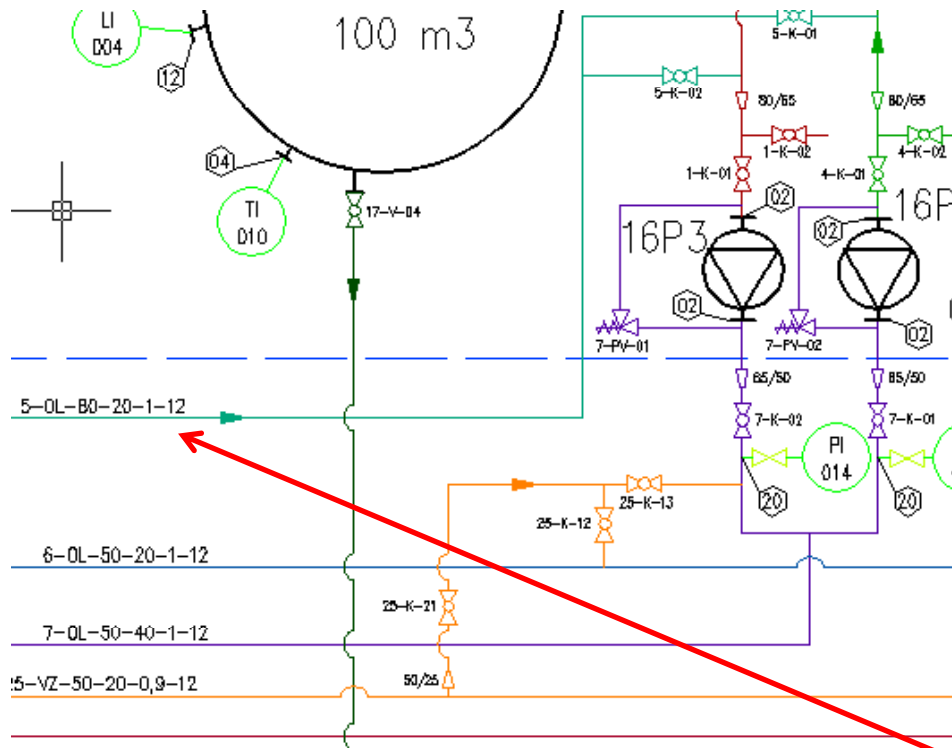 LI
004
100 m3
5-K-01
12
5-K-02
80/65
80/65
1-K-02
4-K-02
04
1-K-01
4-K-01
TI
010
17-V-04
02
02
16P3
16P
02
02
7-PV-01
7-PV-02
65/50
65/50
5-OL-80-20-1-12
7-K-02
7-K-01
PI
014
20
20
25-K-13
25-K-12
6-OL-50-20-1-12
25-K-21
7-OL-50-40-1-12
25-VZ-50-20-0,9-12
50/25